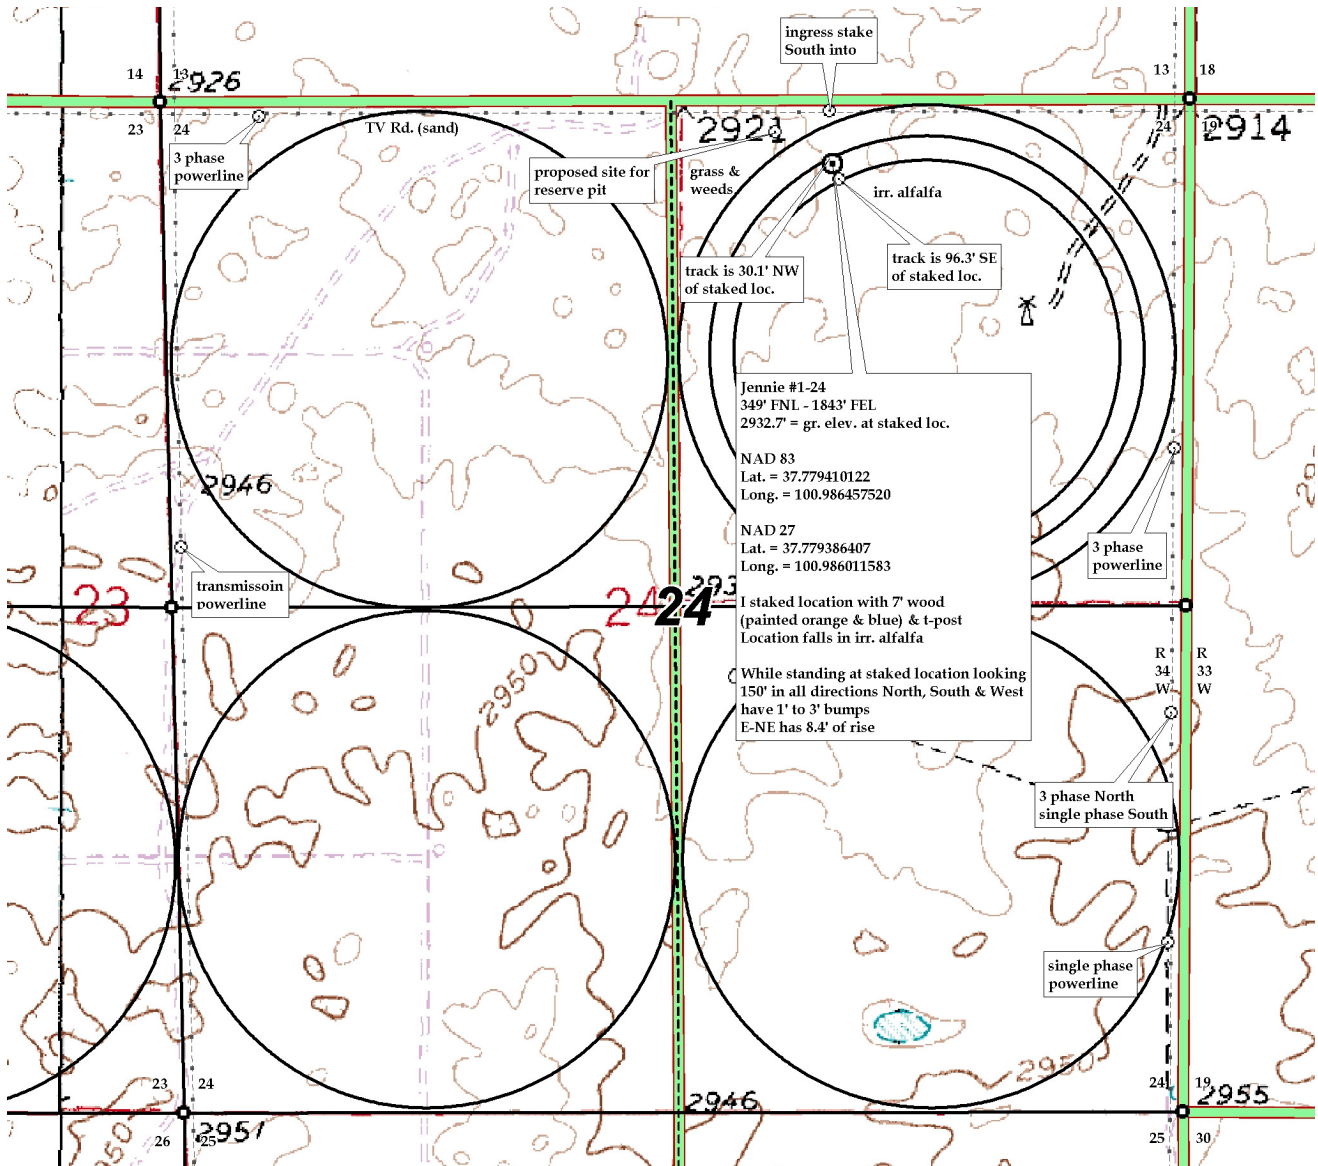 ingress stake
South into
14
13
2926
13
18
23
24
TV Rd. (sand)
2921
24
19
2914
3 phase
powerline
proposed site for
reserve pit
grass &
weeds
irr. alfalfa
track is 30.1' NW
of staked loc.
track is 96.3' SE
of staked loc.
Jennie #1-24
349' FNL - 1843' FEL
2932.7' = gr. elev. at staked loc.
NAD 83
Lat. = 37.779410122
Long. = 100.986457520
NAD 27
Lat. = 37.779386407
Long. = 100.986011583
I staked location with 7' wood
(painted orange & blue) & t-post
Location falls in irr. alfalfa
While standing at staked location looking
150' in all directions North, South & West
have 1' to 3' bumps
E-NE has 8.4' of rise
2946
3 phase
powerline
transmissoin
powerline
23
24
24
293
R
34
W
R
33
W
2950
3 phase North
single phase South
single phase
powerline
2950
23
24
2946
24
19
2955
26
25
2951
25
30
2950